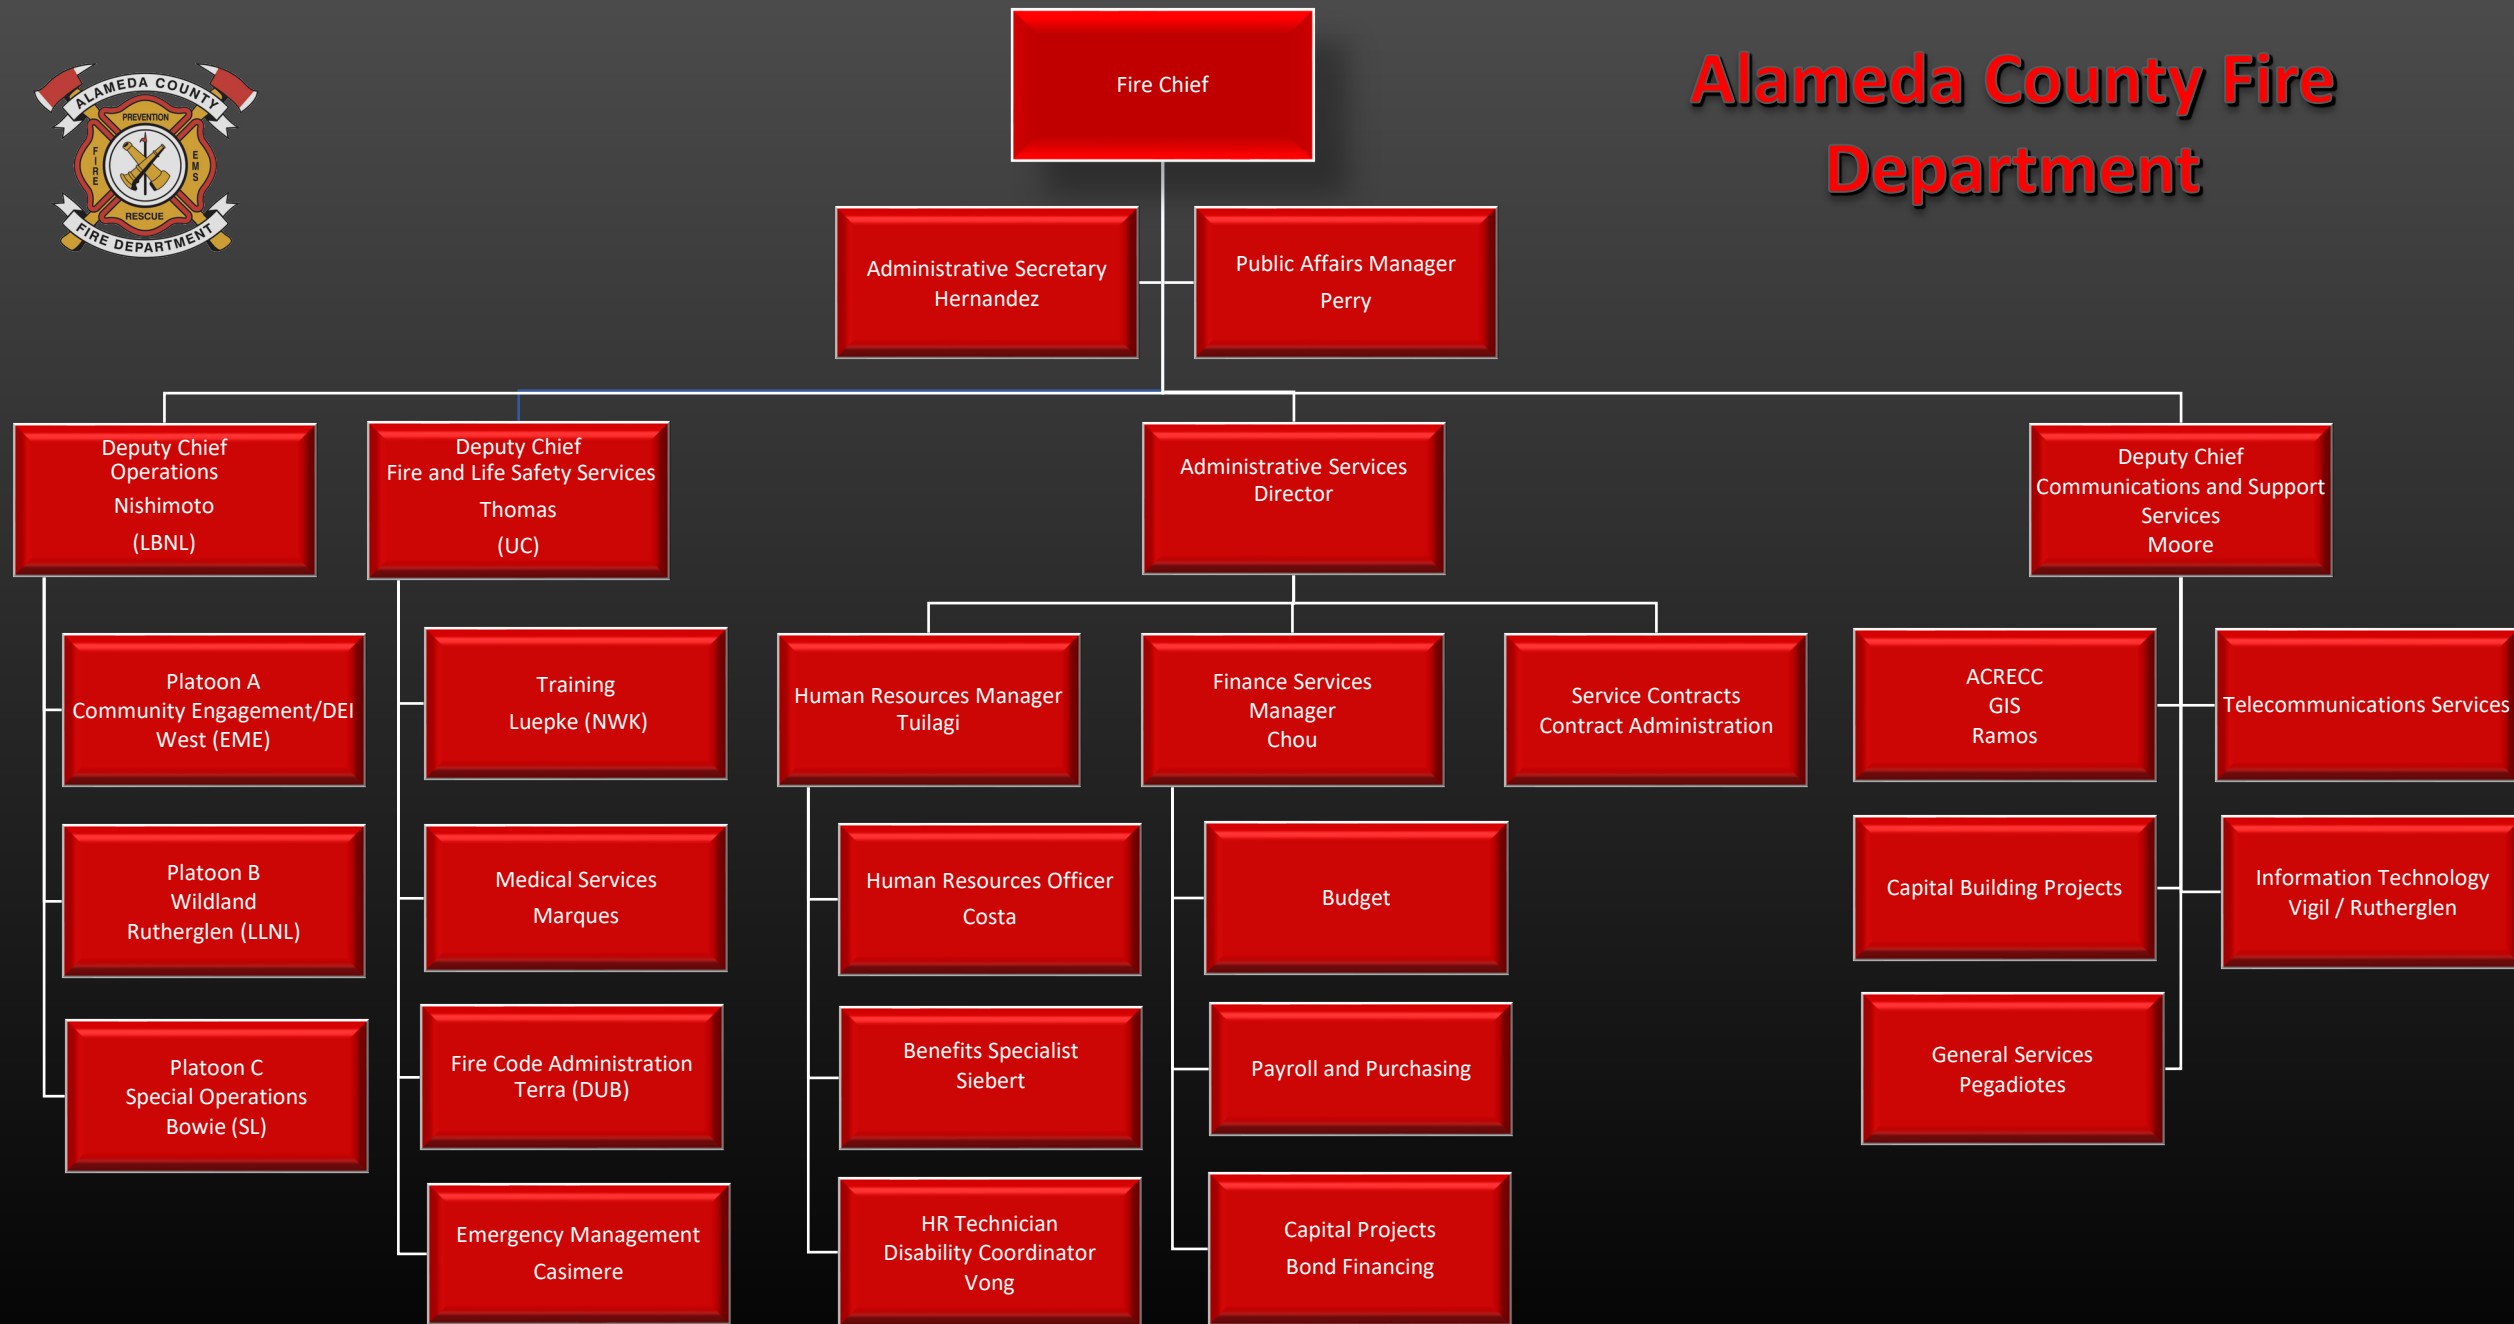 ALAMEDA COUNTY
PREVENTION
FIRE
EMS
RESCUE
FIRE DEPARTMENT
Fire Chief
Alameda County Fire
Department
Administrative Secretary
Hernandez
Public Affairs Manager
Perry
Deputy Chief
Operations
Nishimoto
(LBNL)
Deputy Chief
Fire and Life Safety Services
Thomas
(UC)
Administrative Services
Director
Deputy Chief
Communications and Support
Services
Moore
Platoon A
Community Engagement/DEI
West (EME)
Platoon B
Wildland
Rutherglen (LLNL)
Platoon C
Special Operations
Bowie (SL)
Training
Luepke (NWK)
Medical Services
Marques
Fire Code Administration
Terra (DUB)
Emergency Management
Casimere
Human Resources Manager
Tuilagi
Human Resources Officer
Costa
Benefits Specialist
Siebert
HR Technician
Disability Coordinator
Vong
Finance Services
Manager
Chou
Budget
Payroll and Purchasing
Capital Projects
Bond Financing
Service Contracts
Contract Administration
ACRECC
GIS
Ramos
Telecommunications Services
Capital Building Projects
Information Technology
Vigil / Rutherglen
General Services
Pegadiotes